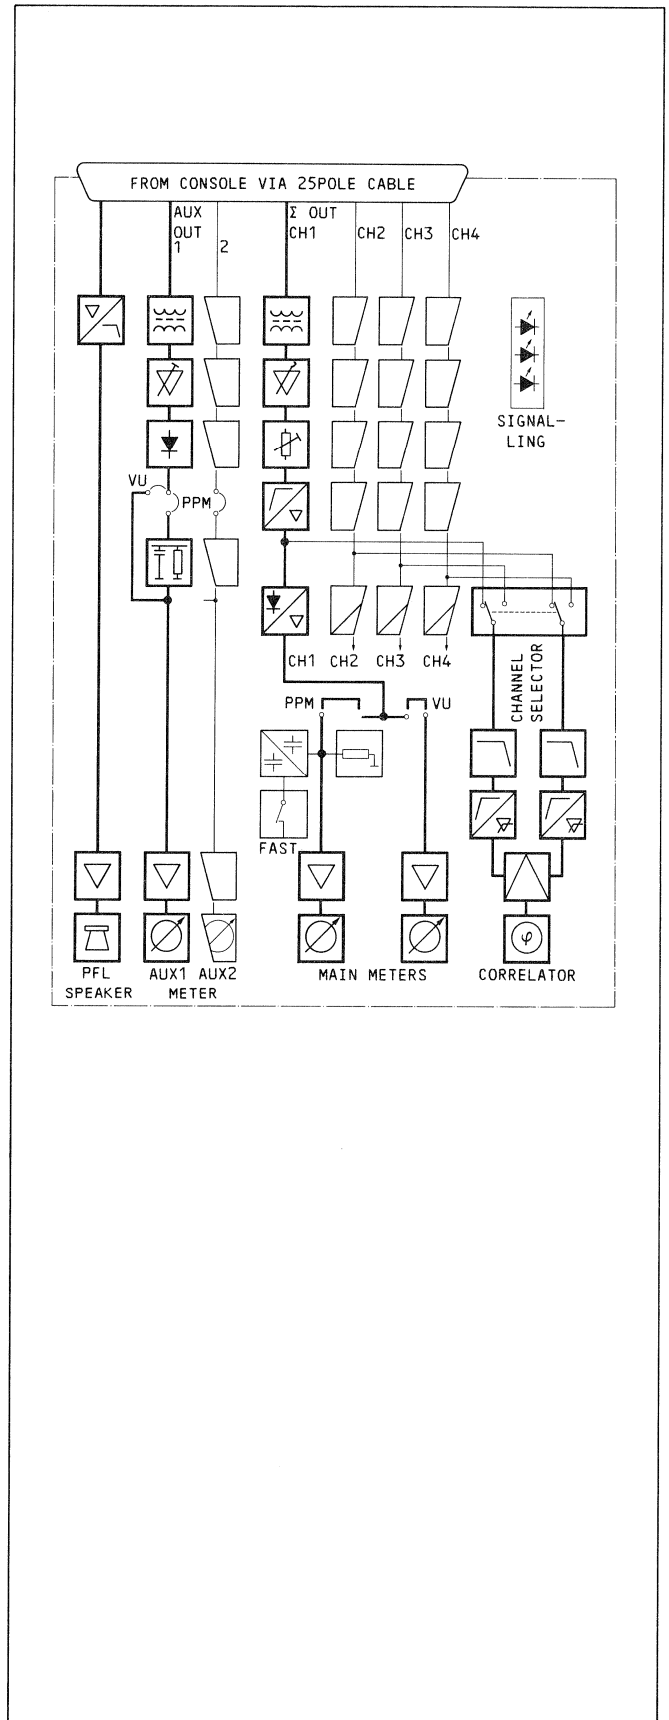 FROM CONSOLE VIA 25POLE CABLE
AUX
OUT
1
2
Σ OUT
CH1
CH2
CH3
CH4
SIGNAL-
LING
VU
PPM
CH1
CH2
CH3
CH4
CHANNEL
SELECTOR
PPM
VU
FAST
φ
PFL
SPEAKER
AUX1 AUX2
METER
MAIN METERS
CORRELATOR